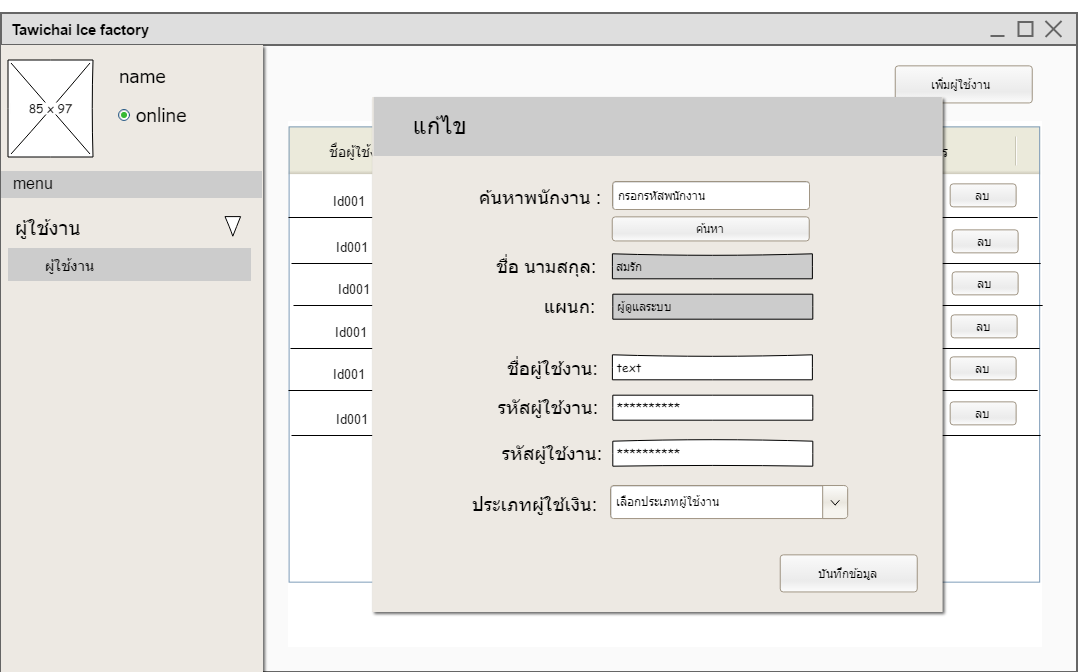 Tawichai Ice factory
85 x 97
name
online
menu
ผู้ใช้งาน
ผู้ใช้งาน
เพิ่มผู้ใช้งาน
แก้ไข
ค้นหาพนักงาน :
กรอกรหัสพนักงาน
ค้นหา
ชื่อ นามสกุล:
สมรัก
แผนก:
ผู้ดูแลระบบ
ชื่อผู้ใช้งาน:
text
รหัสผู้ใช้งาน:
**********
รหัสผู้ใช้งาน:
**********
ประเภทผู้ใช้เงิน:
เลือกประเภทผู้ใช้งาน
บันทึกข้อมูล
Id001 ลบ
Id001 ลบ
Id001 ลบ
Id001 ลบ
Id001 ลบ
Id001 ลบ